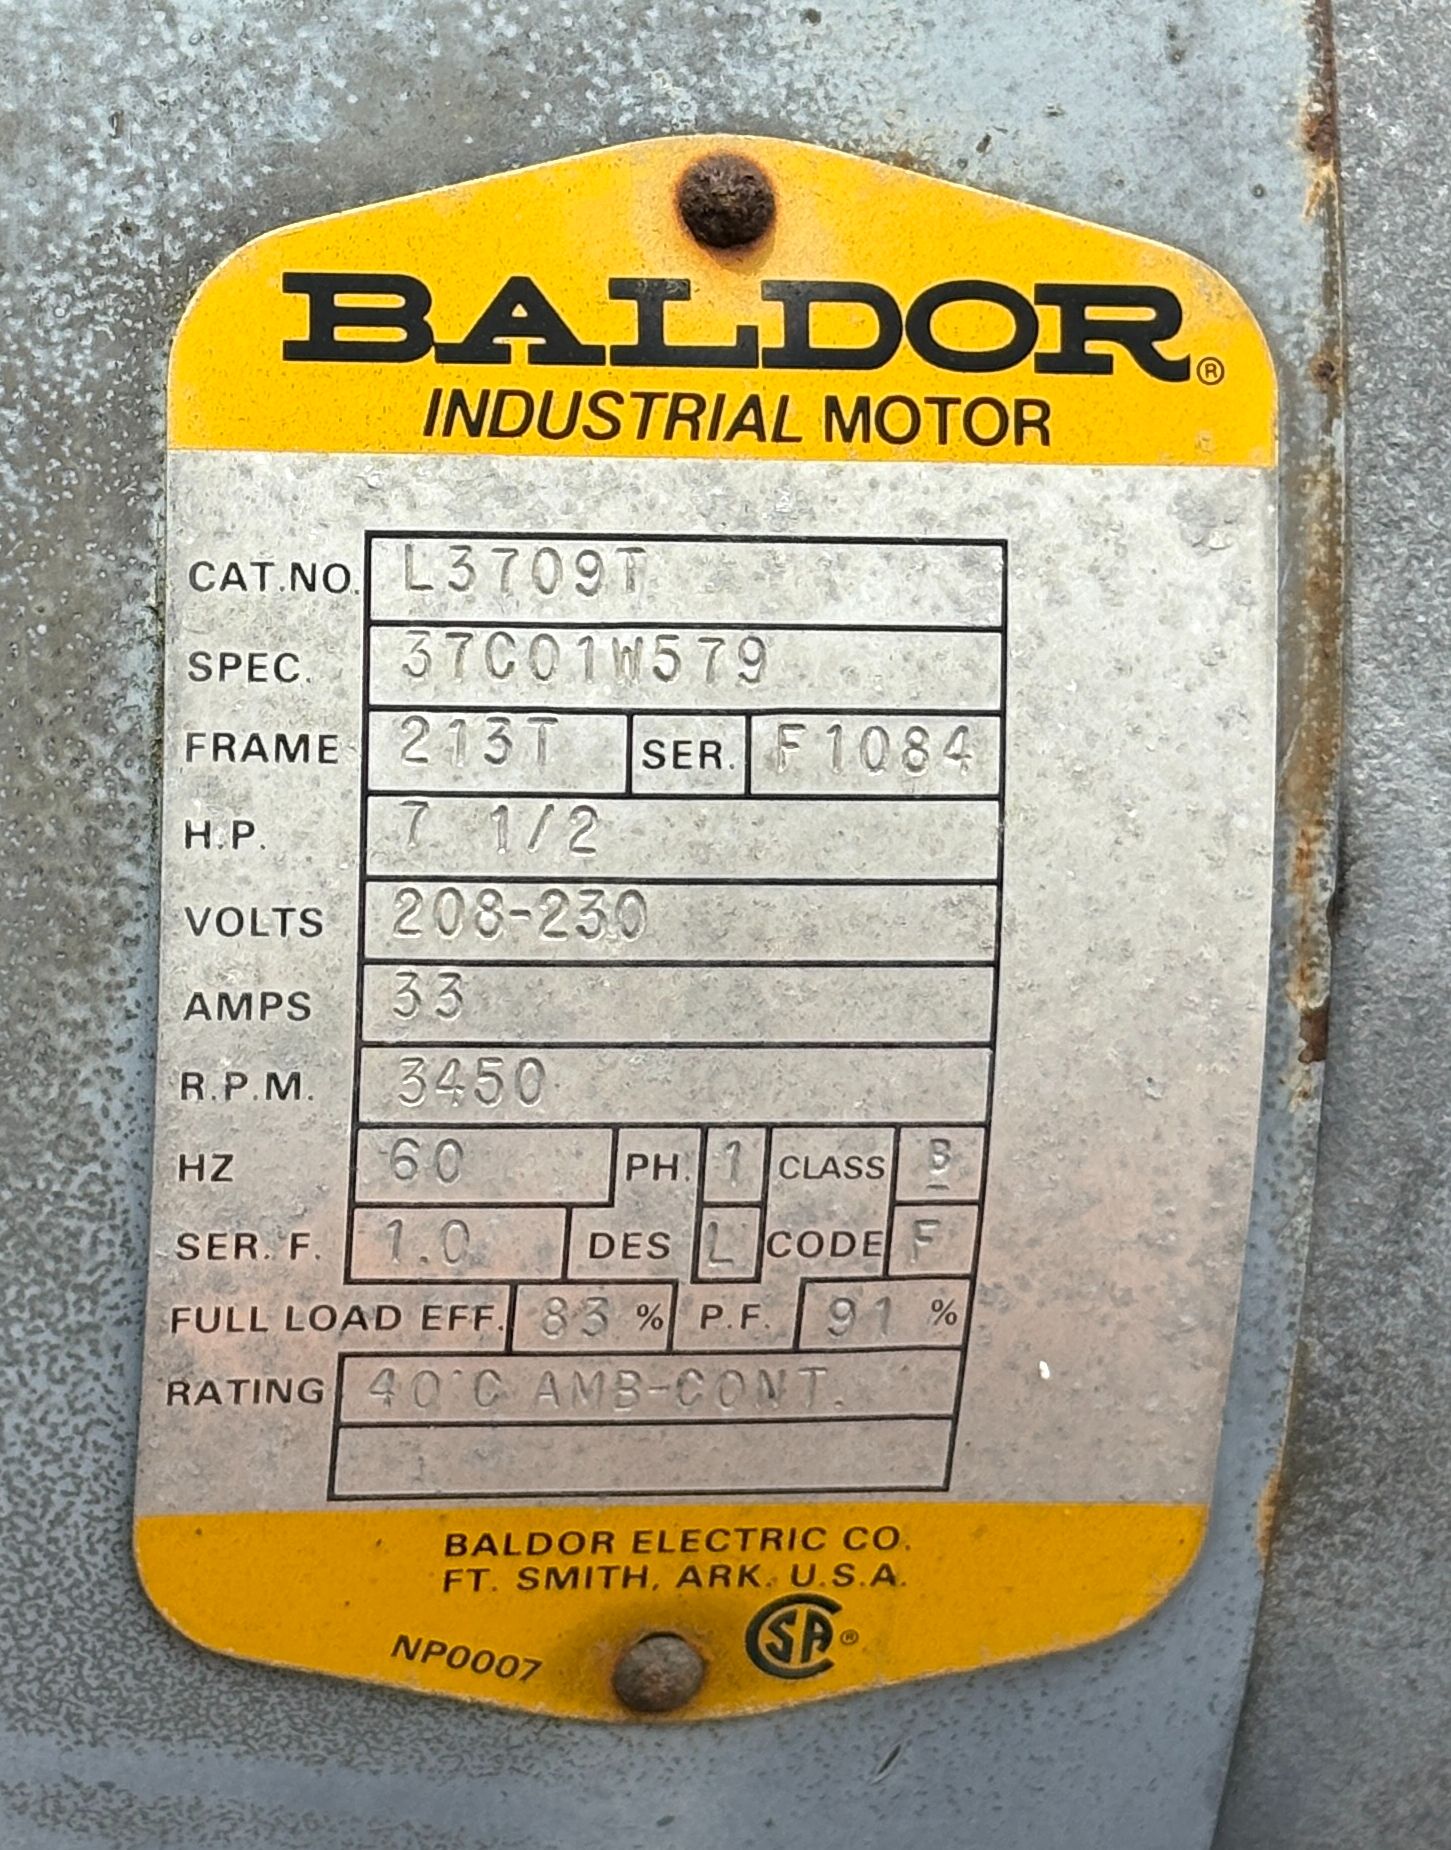 BALDOR®
INDUSTRIAL MOTOR
CAT.NO. L3709T
SPEC. 37C01W579
FRAME 213T SER. F1084
H.P. 7 1/2
VOLTS 208-230
AMPS 33
R.P.M. 3450
HZ 60 PH. 1 CLASS B
SER. F. 1.0 DES L CODE F
FULL LOAD EFF. 83 % P.F. 91 %
RATING 40°C AMB-CONT.
BALDOR ELECTRIC CO.
FT. SMITH, ARK. U.S.A.
NP0007 SA®